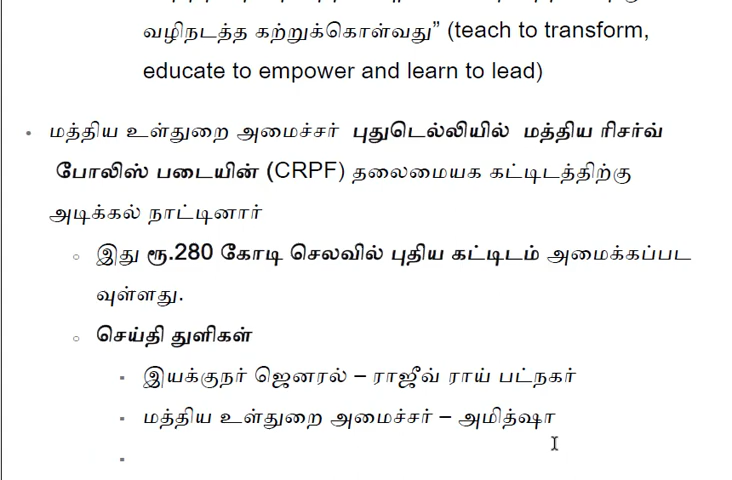 வழிநடத்த கற்றுக்கொள்வது” (teach to transform,
educate to empower and learn to lead)
மத்திய உள்துறை அமைச்சர் புதுடெல்லியில் மத்திய ரிசர்வ்
போலிஸ் படையின் (CRPF) தலைமையக கட்டிடத்திற்கு
அடிக்கல் நாட்டினார்
இது ரூ.280 கோடி செலவில் புதிய கட்டிடம் அமைக்கப்பட
வுள்ளது.
செய்தி துளிகள்
இயக்குநர் ஜெனரல் – ராஜீவ் ராய் பட்நகர்
மத்திய உள்துறை அமைச்சர் – அமித்ஷா